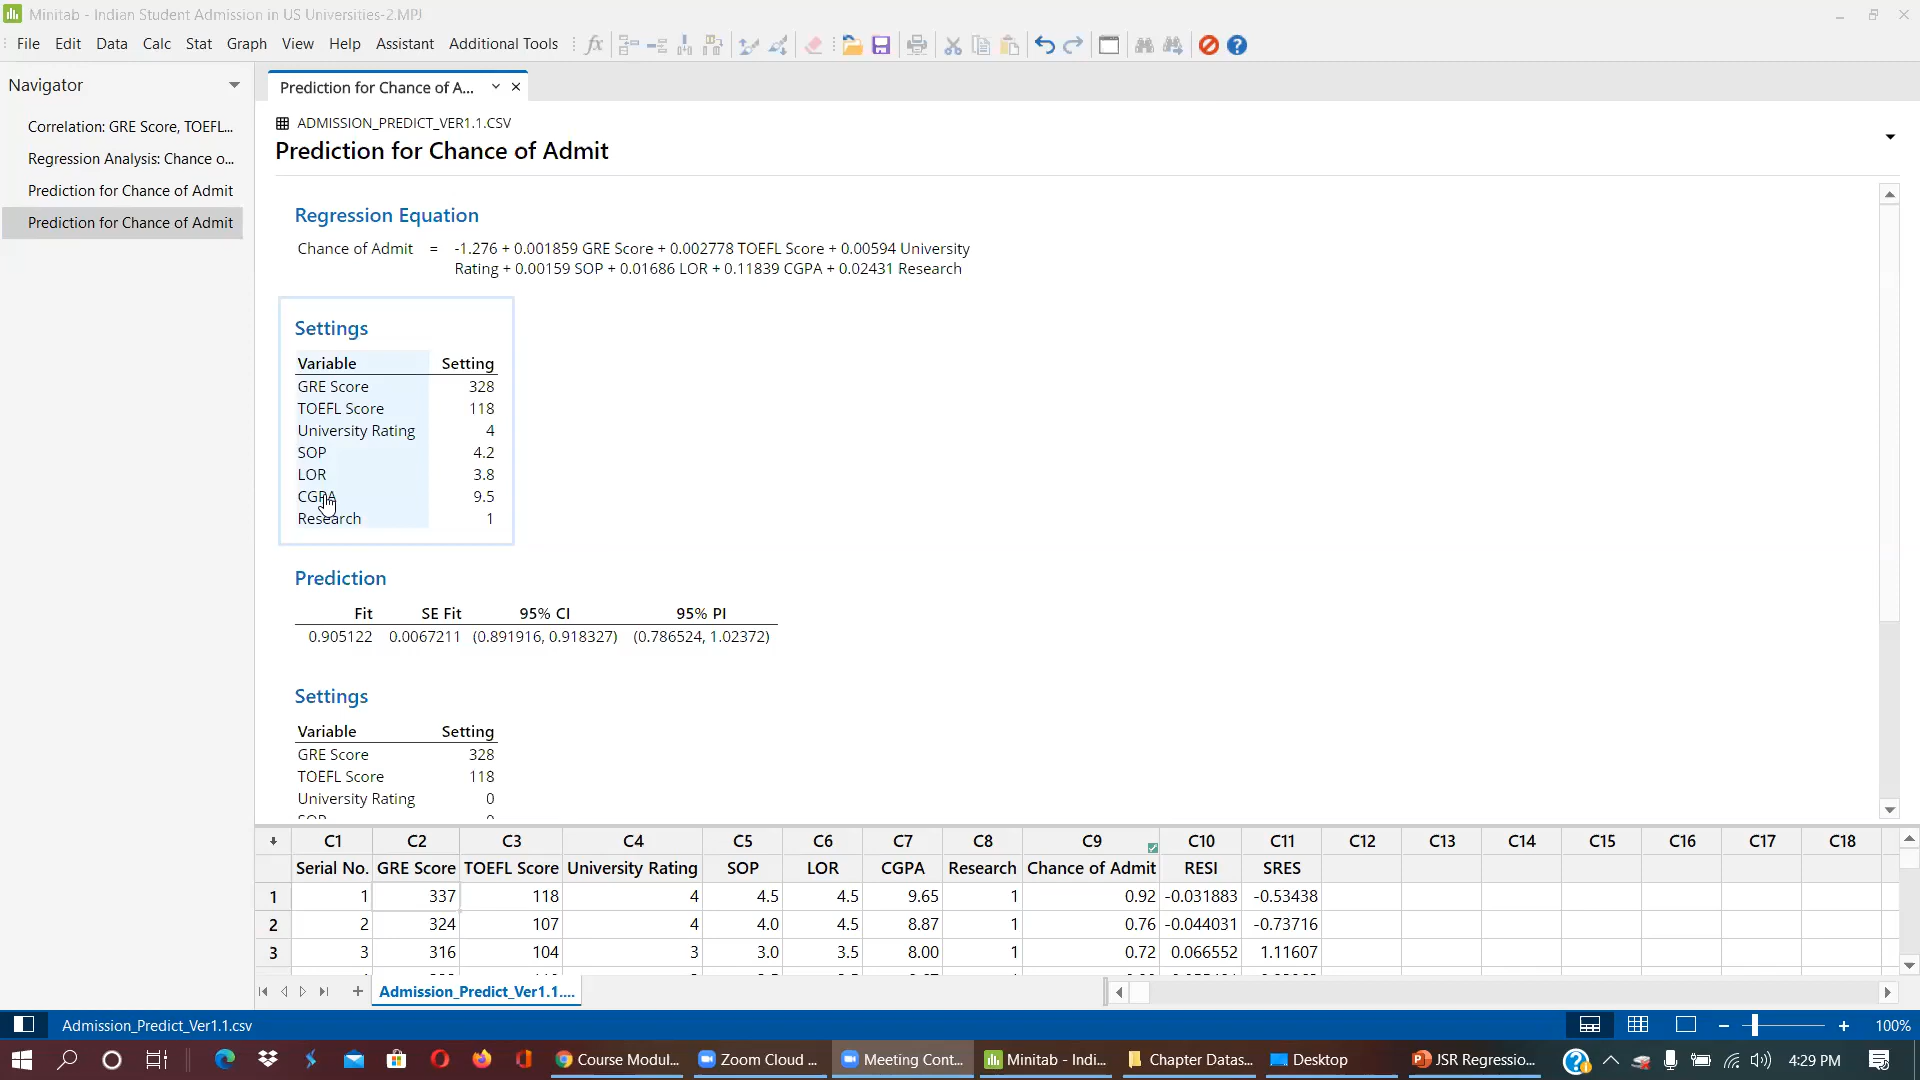 Minitab - Indian Student Admission in US Universities-2.MPJ
File Edit Data Calc Stat Graph View Help Assistant Additional Tools
Navigator
Correlation: GRE Score, TOEFL...
Regression Analysis: Chance o...
Prediction for Chance of Admit
Prediction for Chance of Admit
Prediction for Chance of A...
ADMISSION_PREDICT_VER1.1.CSV
Prediction for Chance of Admit
Regression Equation
Chance of Admit = -1.276 + 0.001859 GRE Score + 0.002778 TOEFL Score + 0.00594 University
Rating + 0.00159 SOP + 0.01686 LOR + 0.11839 CGPA + 0.02431 Research
Settings
Variable Setting
GRE Score 328
TOEFL Score 118
University Rating 4
SOP 4.2
LOR 3.8
CGPA 9.5
Research 1
Prediction
Fit SE Fit 95% CI 95% PI
0.905122 0.0067211 (0.891916, 0.918327) (0.786524, 1.02372)
Settings
Variable Setting
GRE Score 328
TOEFL Score 118
University Rating 0
C1 C2 C3 C4 C5 C6 C7 C8 C9 C10 C11 C12 C13 C14 C15 C16 C17 C18
Serial No. GRE Score TOEFL Score University Rating SOP LOR CGPA Research Chance of Admit RESI SRES
1 1 337 118 4 4.5 4.5 9.65 1 0.92 -0.031883 -0.53438
2 2 324 107 4 4.0 4.5 8.87 1 0.76 -0.044031 -0.73716
3 3 316 104 3 3.0 3.5 8.00 1 0.72 0.066552 1.11607
Admission_Predict_Ver1.1....
Admission_Predict_Ver1.1.csv
100%
Course Modul... Zoom Cloud ... Meeting Cont... Minitab - Indi... Chapter Datas... Desktop JSR Regressio... 4:29 PM